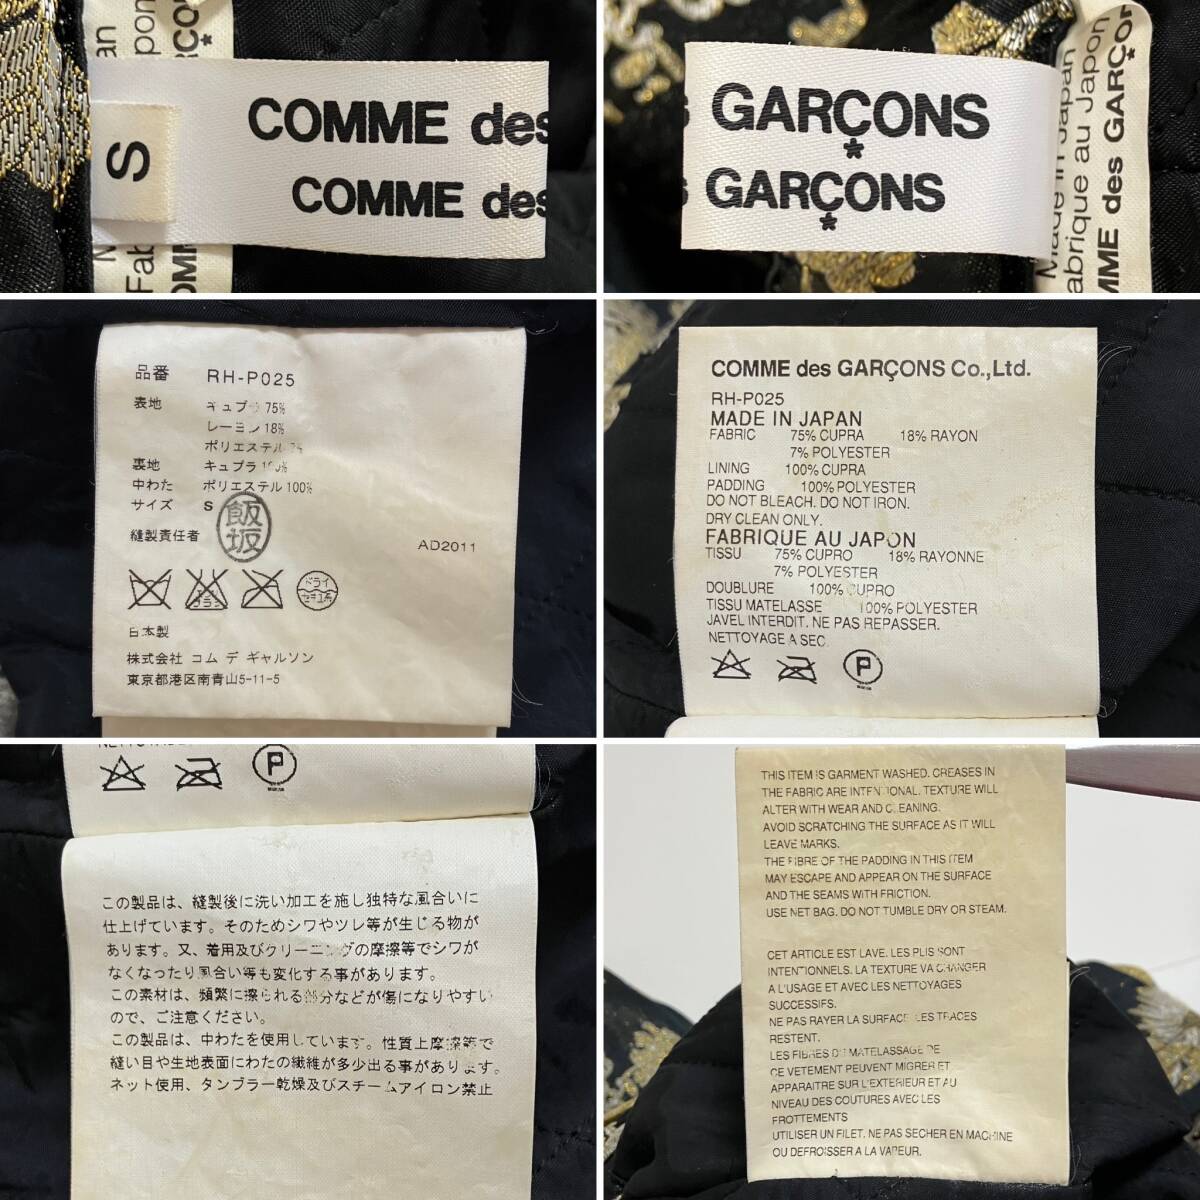 S
COMME des
COMME des
an
pon
RÇO
Fab
OMM
GARÇONS
GARÇONS
Made in Japan
abrique au Japon
MME des GARÇON
品番 RH-P025
表地 キュプラ 75%
レーヨン 18%
ポリエステル
裏地 キュプラ 100%
中わた ポリエステル 100%
サイズ S
縫製責任者 飯坂
AD2011
ドライ
日本製
株式会社 コム デ ギャルソン
東京都港区南青山5-11-5
COMME des GARÇONS Co.,Ltd.
RH-P025
MADE IN JAPAN
FABRIC 75% CUPRA 18% RAYON
7% POLYESTER
LINING 100% CUPRA
PADDING 100% POLYESTER
DO NOT BLEACH. DO NOT IRON.
DRY CLEAN ONLY.
FABRIQUE AU JAPON
TISSU 75% CUPRO 18% RAYONNE
7% POLYESTER
DOUBLURE 100% CUPRO
TISSU MATELASSE 100% POLYESTER
JAVEL INTERDIT. NE PAS REPASSER.
NETTOYAGE A SEC.
P
P
この製品は、縫製後に洗い加工を施し独特な風合いに
仕上げています。そのためシワやツレ等が生じる物が
あります。又、着用及びクリーニングの摩擦等でシワが
なくなったり風合い等も変化する事があります。
この素材は、頻繁に擦られる部分などが傷になりやすい
ので、ご注意ください。
この製品は、中わたを使用しています。性質上摩擦等で
縫い目や生地表面にわたの繊維が多少出る事があります。
ネット使用、タンブラー乾燥及びスチームアイロン禁止
THIS ITEM IS GARMENT WASHED. CREASES IN
THE FABRIC ARE INTENTIONAL. TEXTURE WILL
ALTER WITH WEAR AND CLEANING.
AVOID SCRATCHING THE SURFACE AS IT WILL
LEAVE MARKS.
THE FIBRE OF THE PADDING IN THIS ITEM
MAY ESCAPE AND APPEAR ON THE SURFACE
AND THE SEAMS WITH FRICTION.
USE NET BAG. DO NOT TUMBLE DRY OR STEAM.
CET ARTICLE EST LAVE. LES PLIS SONT
INTENTIONNELS. LA TEXTURE VA CHANGER
A L'USAGE ET AVEC LES NETTOYAGES
SUCCESSIFS.
NE PAS RAYER LA SURFACE. LES TRACES
RESTENT.
LES FIBRES DU MATELASSAGE DE
CE VETEMENT PEUVENT MIGRER ET
APPARAITRE SUR L'EXTERIEUR ET AU
NIVEAU DES COUTURES AVEC LES
FROTTEMENTS
UTILISER UN FILET. NE PAS SECHER EN MACHINE
OU DEFROISSER A LA VAPEUR.